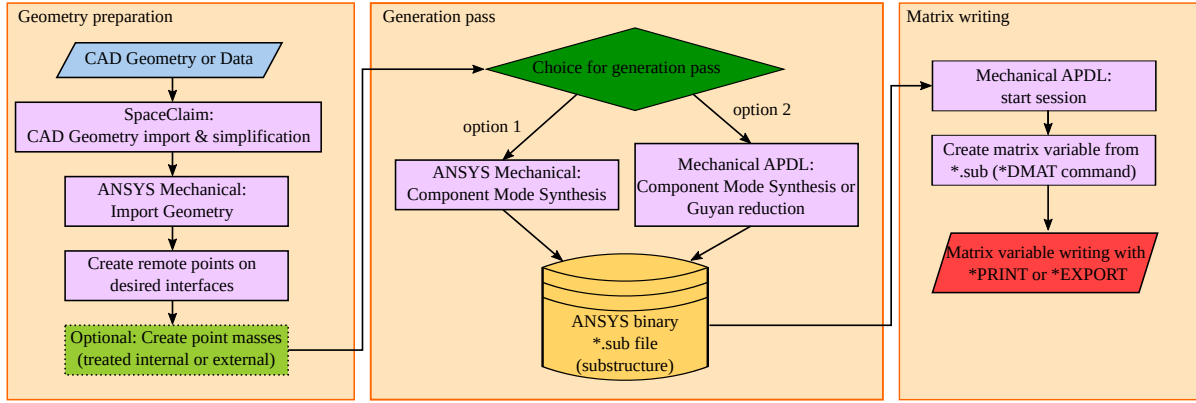 Geometry preparation
CAD Geometry or Data
SpaceClaim:
CAD Geometry import & simplification
ANSYS Mechanical:
Import Geometry
Create remote points on
desired interfaces
Optional: Create point masses
(treated internal or external)
Generation pass
Choice for generation pass
option 1
option 2
ANSYS Mechanical:
Component Mode Synthesis
Mechanical APDL:
Component Mode Synthesis or
Guyan reduction
ANSYS binary
*.sub file
(substructure)
Matrix writing
Mechanical APDL:
start session
Create matrix variable from
*.sub (*DMAT command)
Matrix variable writing with
*PRINT or *EXPORT